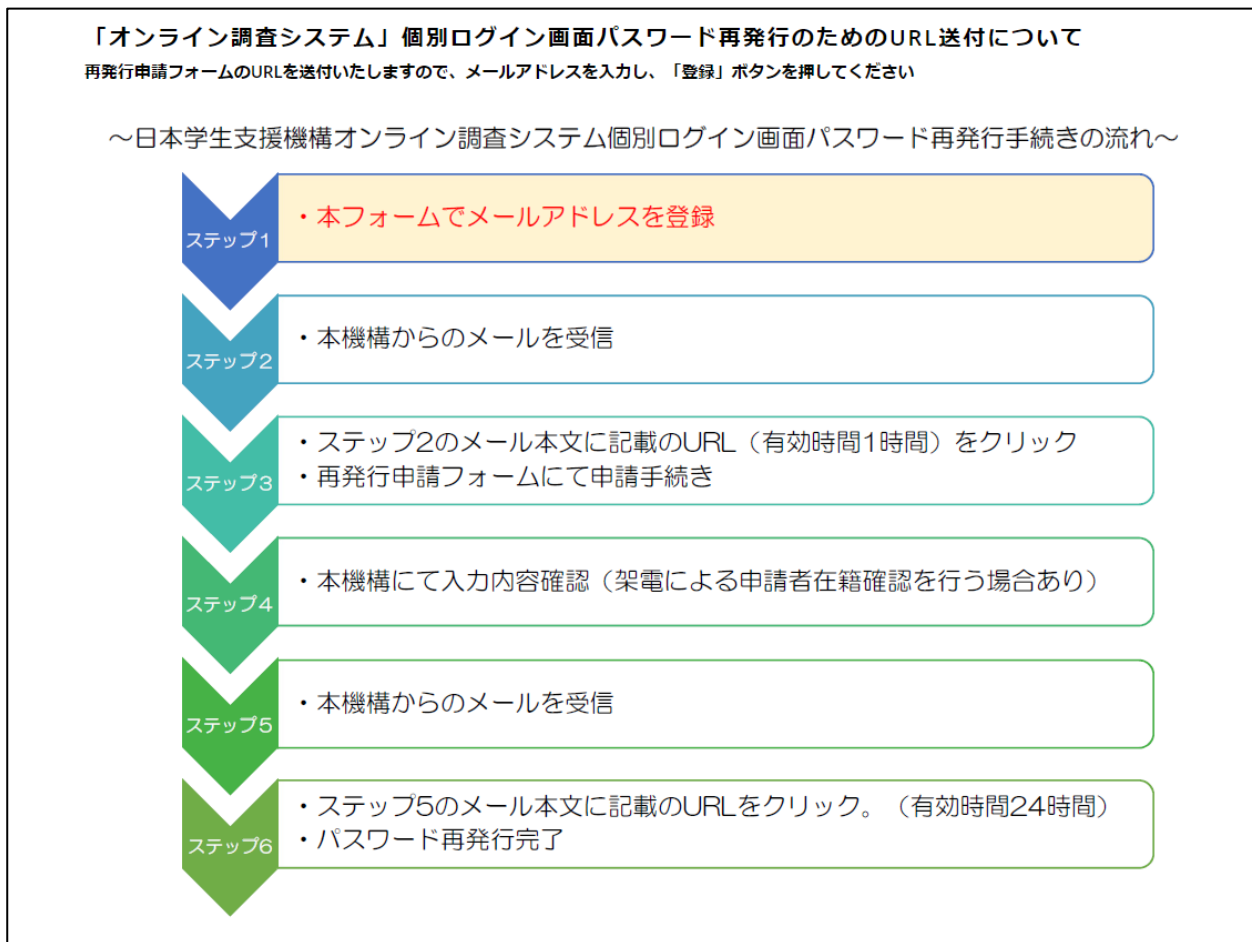 「オンライン調査システム」個別ログイン画面パスワード再発行のためのURL送付について
再発行申請フォームのURLを送付いたしますので、メールアドレスを入力し、「登録」ボタンを押してください
～日本学生支援機構オンライン調査システム個別ログイン画面パスワード再発行手続きの流れ～
ステップ1
・本フォームでメールアドレスを登録
ステップ2
・本機構からのメールを受信
ステップ3
・ステップ2のメール本文に記載のURL（有効時間1時間）をクリック
・再発行申請フォームにて申請手続き
ステップ4
・本機構にて入力内容確認（架電による申請者在籍確認を行う場合あり）
ステップ5
・本機構からのメールを受信
ステップ6
・ステップ5のメール本文に記載のURLをクリック。（有効時間24時間）
・パスワード再発行完了